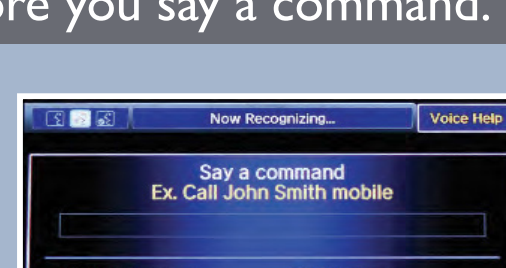 ore you say a command.
Now Recognizing...
Voice Help
Say a command
Ex. Call John Smith mobile